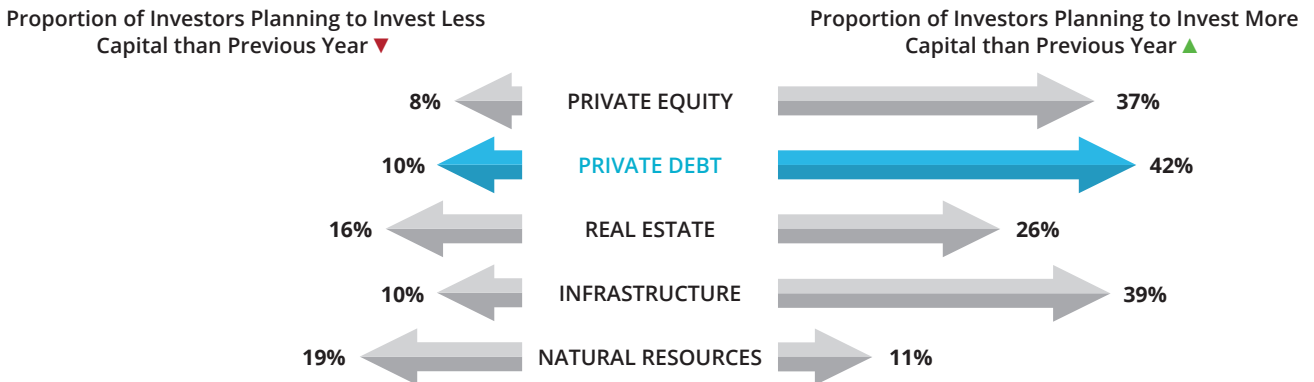 Proportion of Investors Planning to Invest Less
Capital than Previous Year ▼
Proportion of Investors Planning to Invest More
Capital than Previous Year ▲
8% PRIVATE EQUITY 37%
10% PRIVATE DEBT 42%
16% REAL ESTATE 26%
10% INFRASTRUCTURE 39%
19% NATURAL RESOURCES 11%